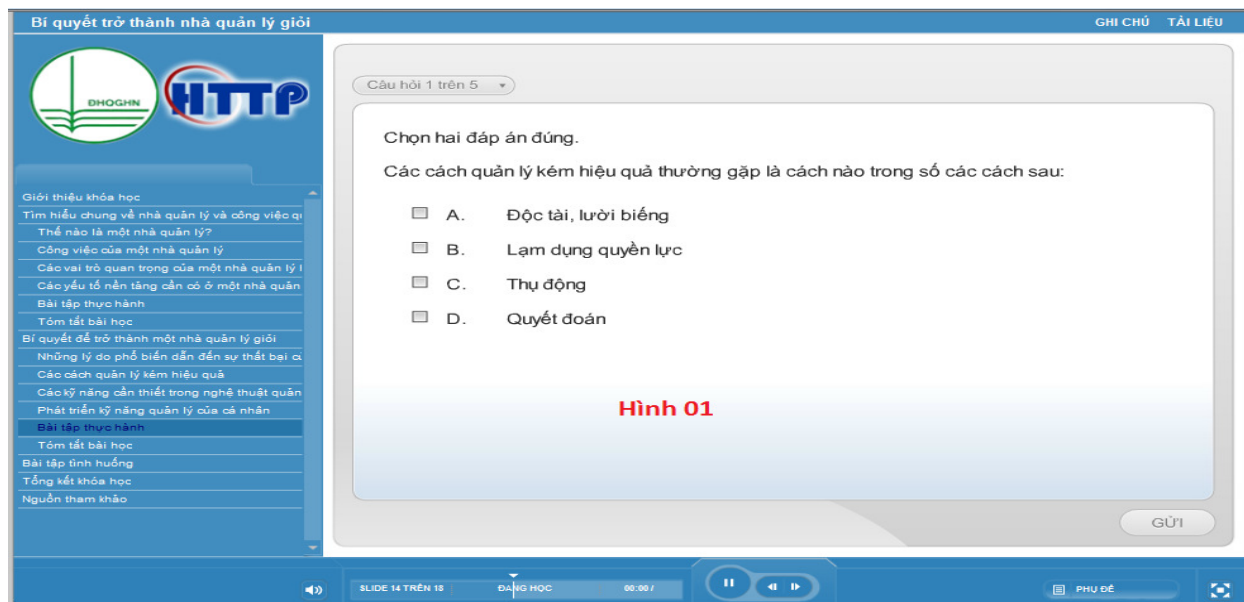 Bí quyết trở thành nhà quản lý giỏi
GHI CHÚ TÀI LIỆU
DHQGHN
HTTP
Giới thiệu khóa học
Tìm hiểu chung về nhà quản lý và công việc qu
Thế nào là một nhà quản lý?
Công việc của một nhà quản lý
Các vai trò quan trọng của một nhà quản lý l
Các yếu tố nền tảng cần có ở một nhà quản
Bài tập thực hành
Tóm tắt bài học
Bí quyết để trở thành một nhà quản lý giỏi
Những lý do phổ biến dẫn đến sự thất bại củ
Các cách quản lý kém hiệu quả
Các kỹ năng cần thiết trong nghệ thuật quản
Phát triển kỹ năng quản lý của cá nhân
Bài tập thực hành
Tóm tắt bài học
Bài tập tình huống
Tổng kết khóa học
Nguồn tham khảo
Câu hỏi 1 trên 5
Chọn hai đáp án đúng.
Các cách quản lý kém hiệu quả thường gặp là cách nào trong số các cách sau:
A. Độc tài, lười biếng
B. Lạm dụng quyền lực
C. Thụ động
D. Quyết đoán
Hình 01
GỬI
SLIDE 14 TRÊN 18 ĐANG HỌC 00:00 / PHỤ ĐỀ